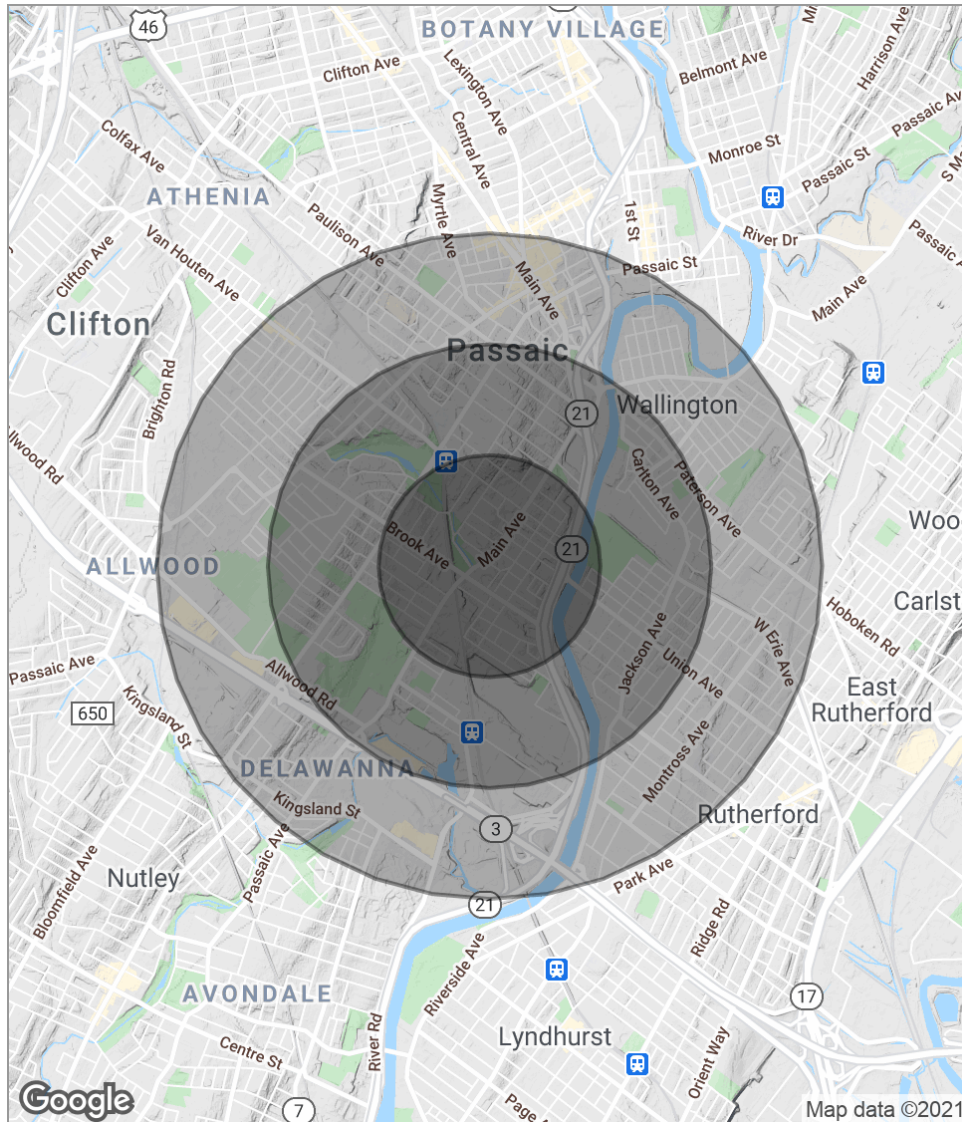 46
BOTANY VILLAGE
Clifton Ave
Lexington Ave
Belmont Ave
Harrison Ave
Colfax Ave
Central Ave
Monroe St
Passaic St
Passaic Av
S Ma
ATHENIA
Paulison Ave
Myrtle Ave
1st St
River Dr
Passaic A
Van Houten Ave
Clifton Ave
Main Ave
Passaic St
Main Ave
Clifton
Passaic
Brighton Rd
21
Wallington
Allwood Rd
Carlton Ave
Paterson Ave
Woo
Brook Ave
Main Ave
21
ALLWOOD
Carlst
Hoboken Rd
Passaic Ave
Allwood Rd
Jackson Ave
Union Ave
W Erie Ave
East
Rutherford
650
Kingsland St
DELAWANNA
Montross Ave
Kingsland St
3
Rutherford
Nutley
Passaic Ave
Bloomfield Ave
Park Ave
21
Ridge Rd
Riverside Ave
AVONDALE
17
Centre St
River Rd
Lyndhurst
Orient Way
Google
7
Page A
Map data ©2021